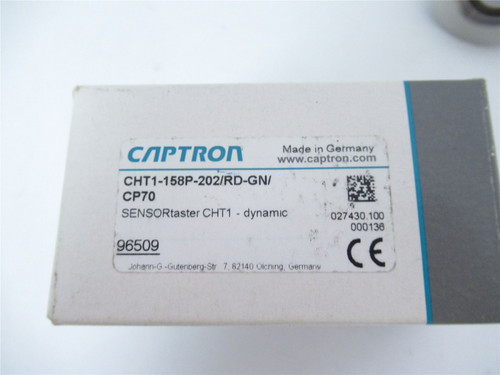 CAPTRON
Made in Germany
www.captron.com
CHT1-158P-202/RD-GN/
CP70
SENSORtaster CHT1 - dynamic
027430.100
000136
96509
CE
Johann-G.-Gutenberg-Str. 7, 82140 Olching, Germany